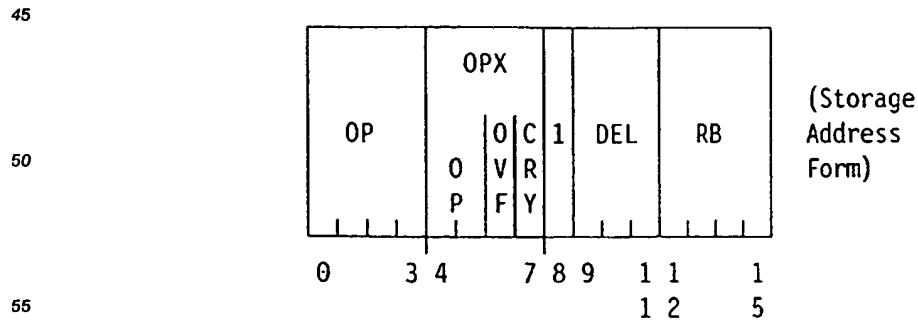 45
OPX
(Storage
OP O C 1 DEL RB Address
50
O V R Form)
P F Y
0 3 4 7 8 9 1 1 1
55
1 2 5